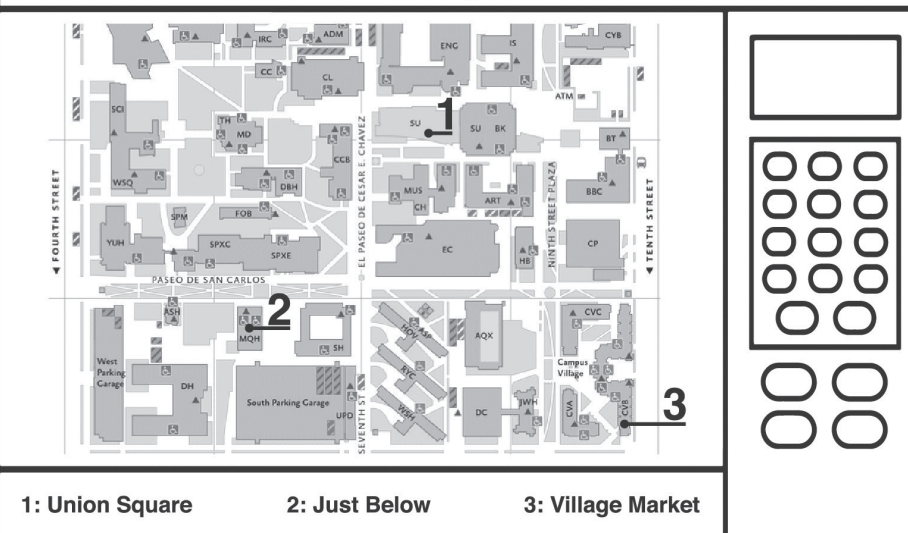 IRC
ADM
CC
CL
ENG
IS
CYB
ATM
SCI
TH
MD
SU
1
SU BK
BT
CCB
WSQ
DBH
MUS
CH
ART
BBC
SPM
FOB
YUH
SPXC
SPXE
EC
HB
CP
◄ FOURTH STREET
EL PASEO DE CESAR E. CHAVEZ
NINTH STREET PLAZA
◄ TENTH STREET
PASEO DE SAN CARLOS
ASH
2
MQH
SH
HOV
ASP
AQX
CVC
West
Parking
Garage
DH
South Parking Garage
UPD
SEVENTH ST
RYC
WSH
DC
JWH
Campus
Village
CVA
CVB
3
1: Union Square
2: Just Below
3: Village Market